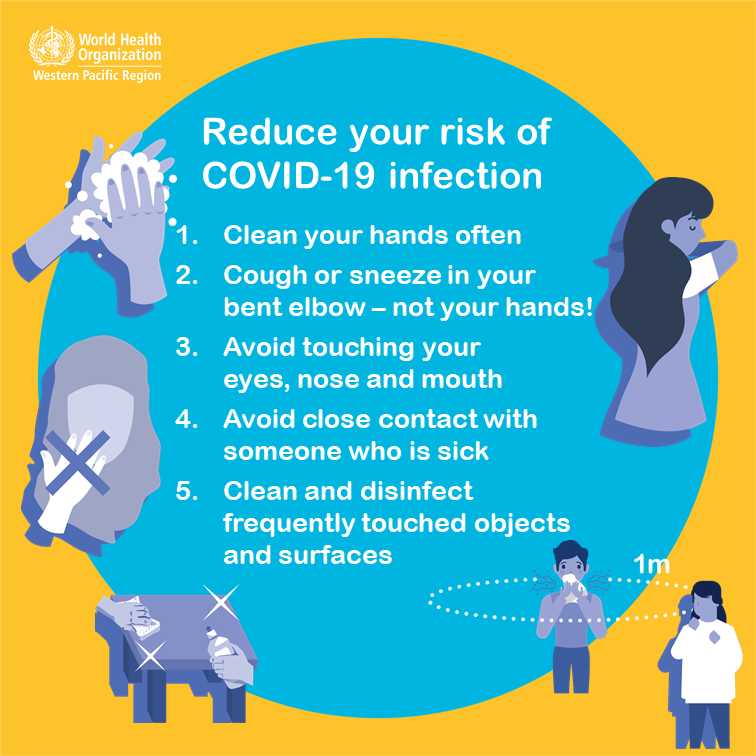 World Health
Organization
Western Pacific Region
Reduce your risk of
COVID-19 infection
1. Clean your hands often
2. Cough or sneeze in your
bent elbow – not your hands!
3. Avoid touching your
eyes, nose and mouth
4. Avoid close contact with
someone who is sick
5. Clean and disinfect
frequently touched objects
and surfaces
1m